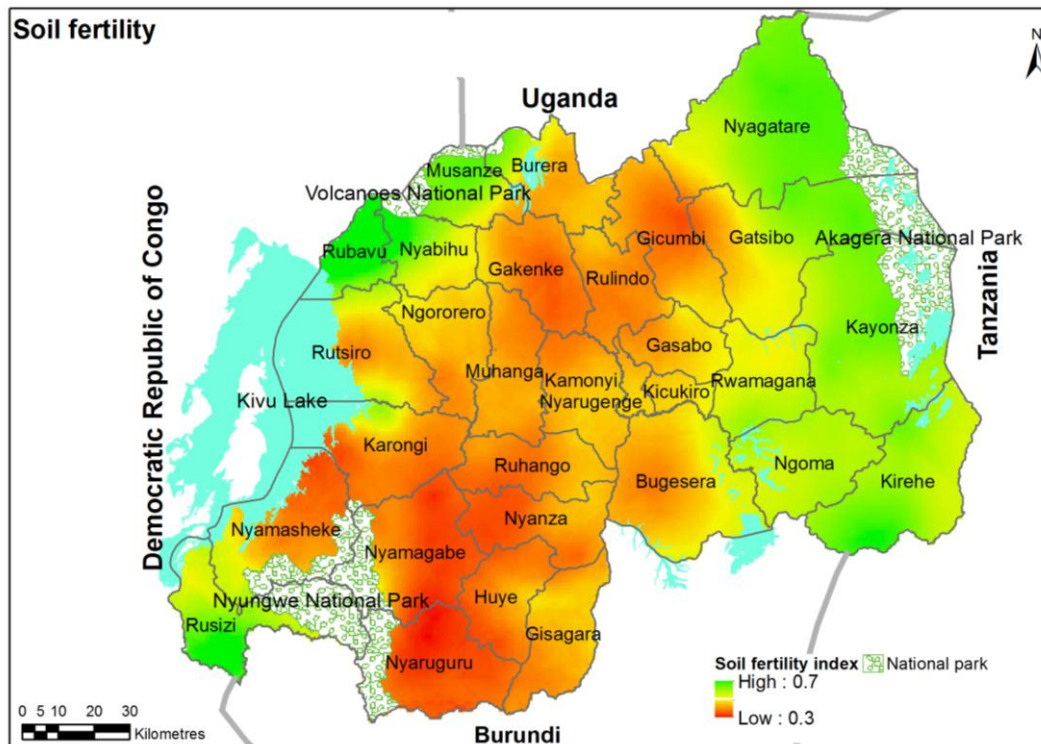 Soil fertility
N
Uganda
Nyagatare
Musanze
Burera
Volcanoes National Park
Rubavu
Nyabihu
Gicumbi
Gatsibo
Akagera National Park
Gakenke
Rulindo
Democratic Republic of Congo
Tanzania
Ngororero
Kayonza
Rutsiro
Gasabo
Muhanga
Kamonyi
Kicukiro
Rwamagana
Nyarugenge
Kivu Lake
Karongi
Ruhango
Ngoma
Bugesera
Kirehe
Nyamasheke
Nyanza
Nyamagabe
Nyungwe National Park
Huye
Rusizi
Gisagara
Nyaruguru
Soil fertility index
National park
High : 0.7
Low : 0.3
0 5 10 20 30
Kilometres
Burundi